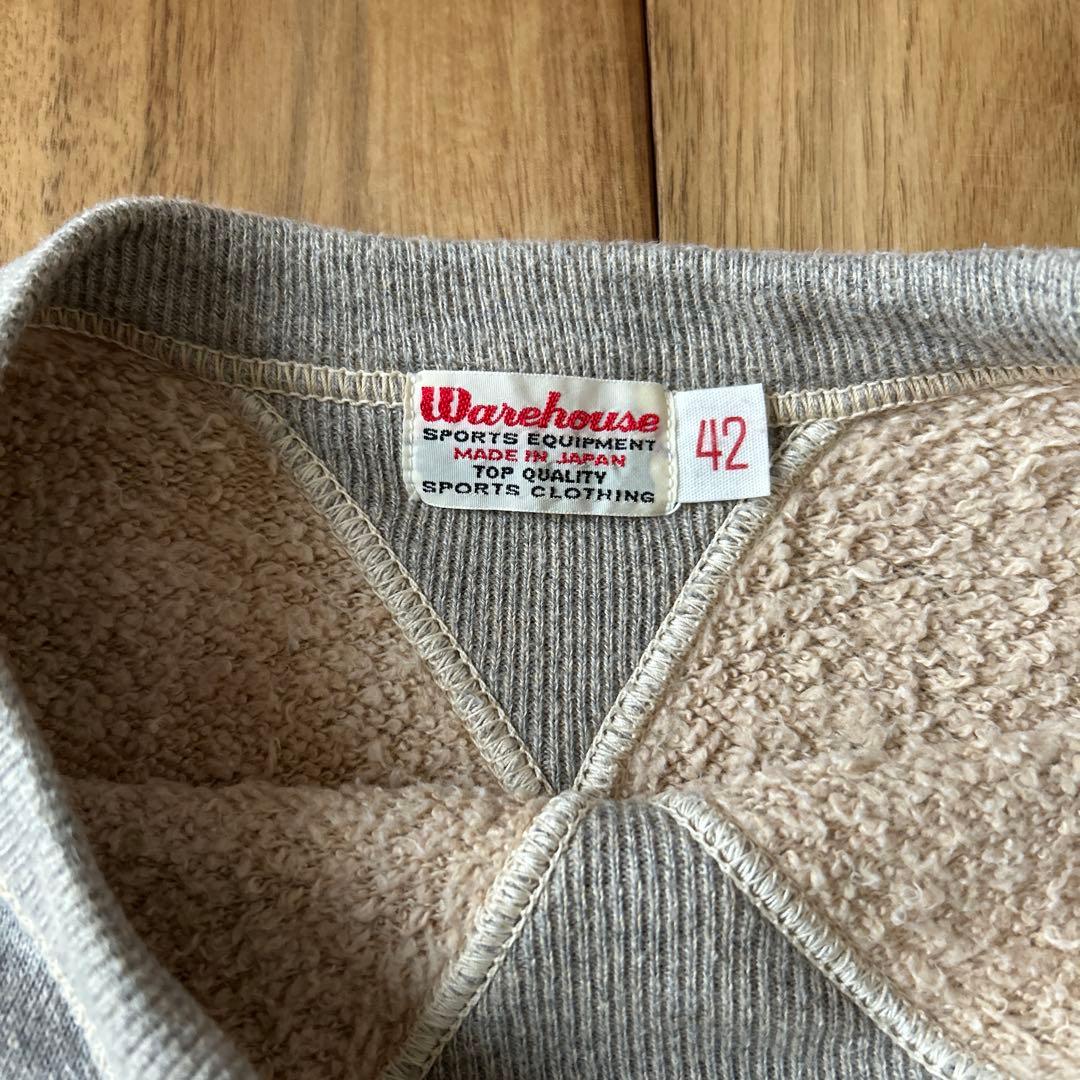 Warehouse
SPORTS EQUIPMENT
MADE IN JAPAN
TOP QUALITY
SPORTS CLOTHING
42